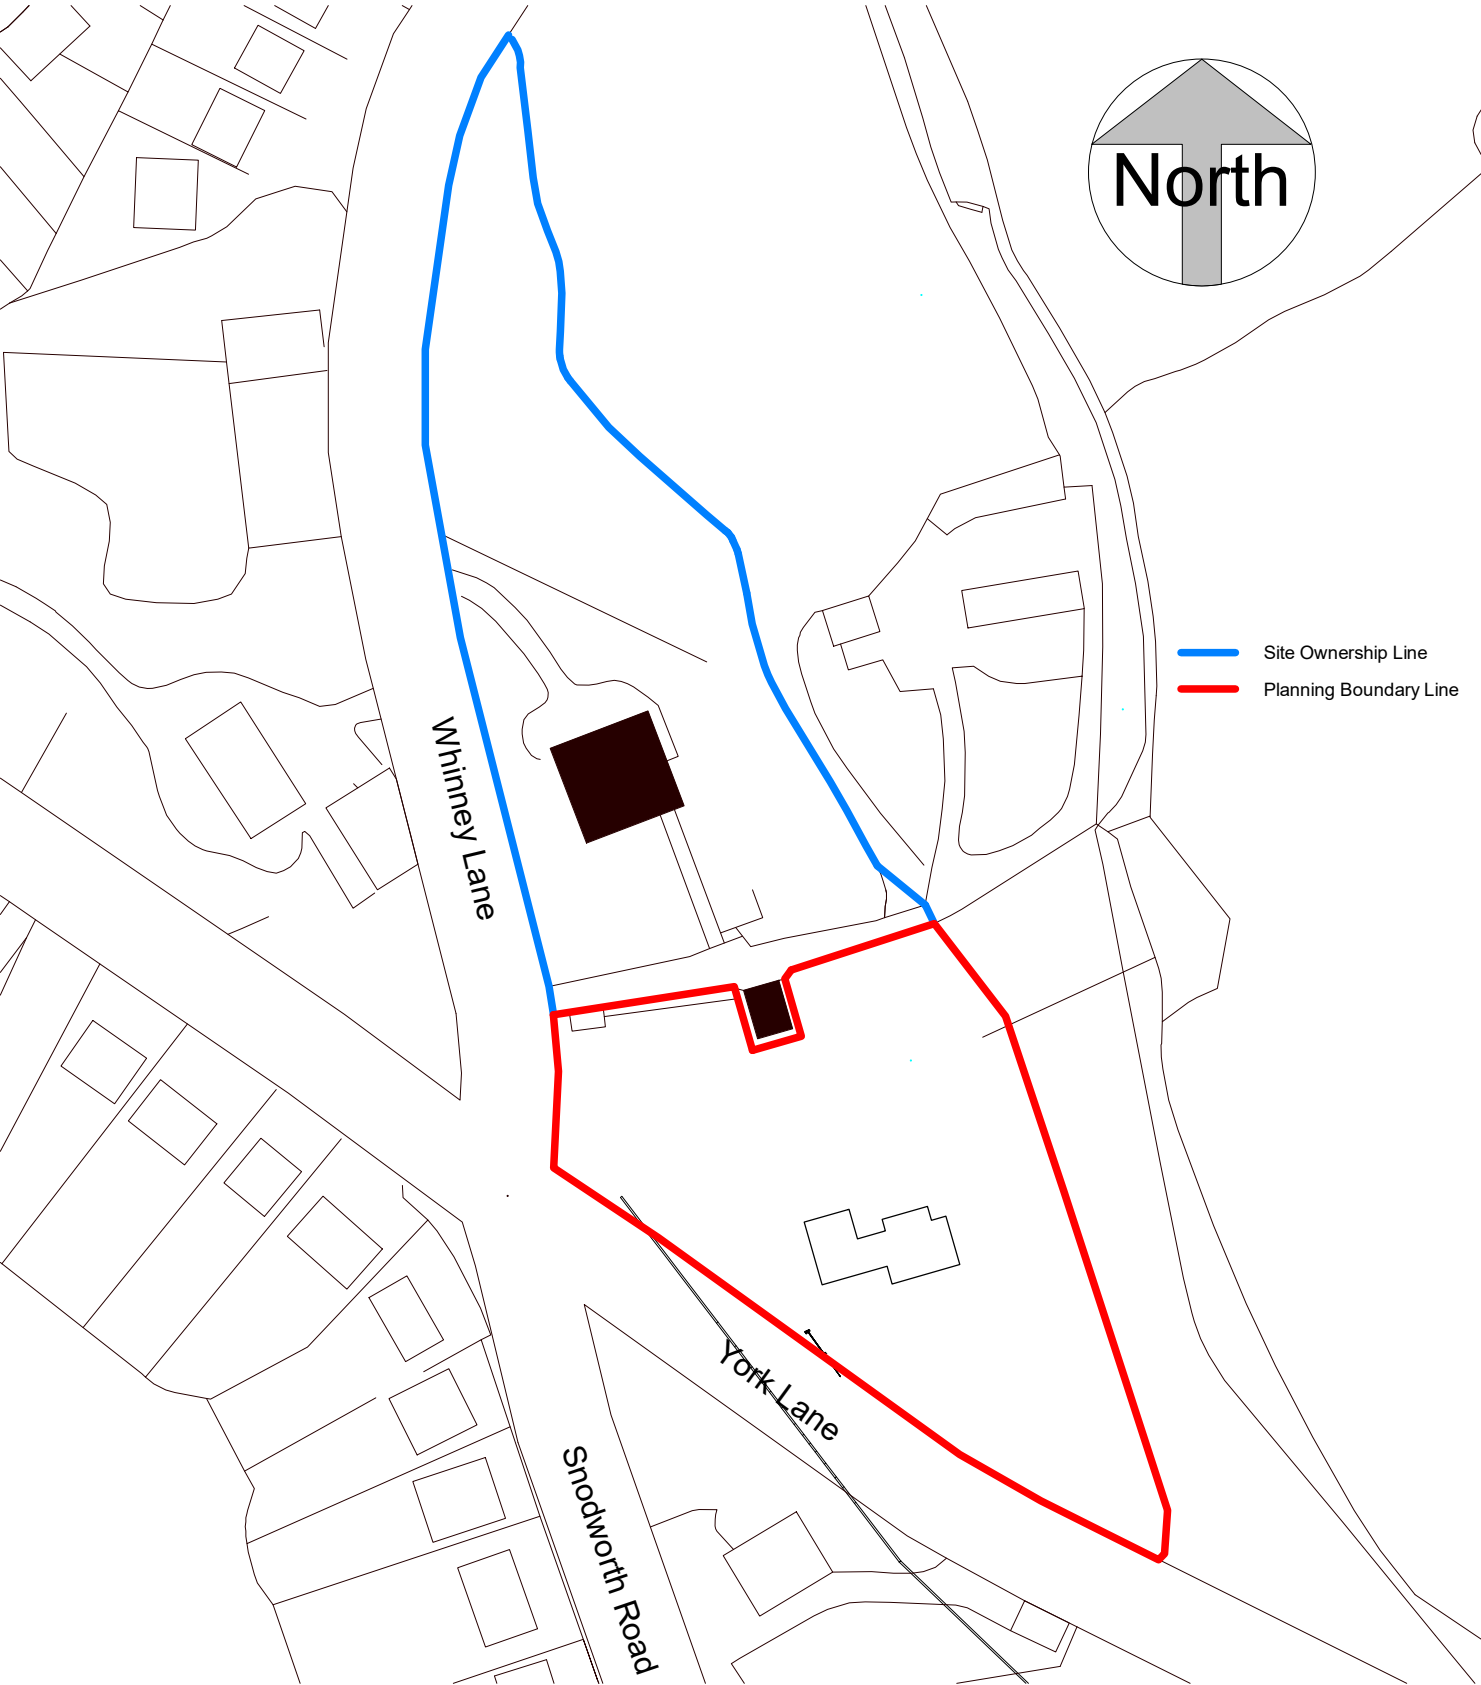 North
Site Ownership Line
Planning Boundary Line
Whinney Lane
York Lane
Snodworth Road